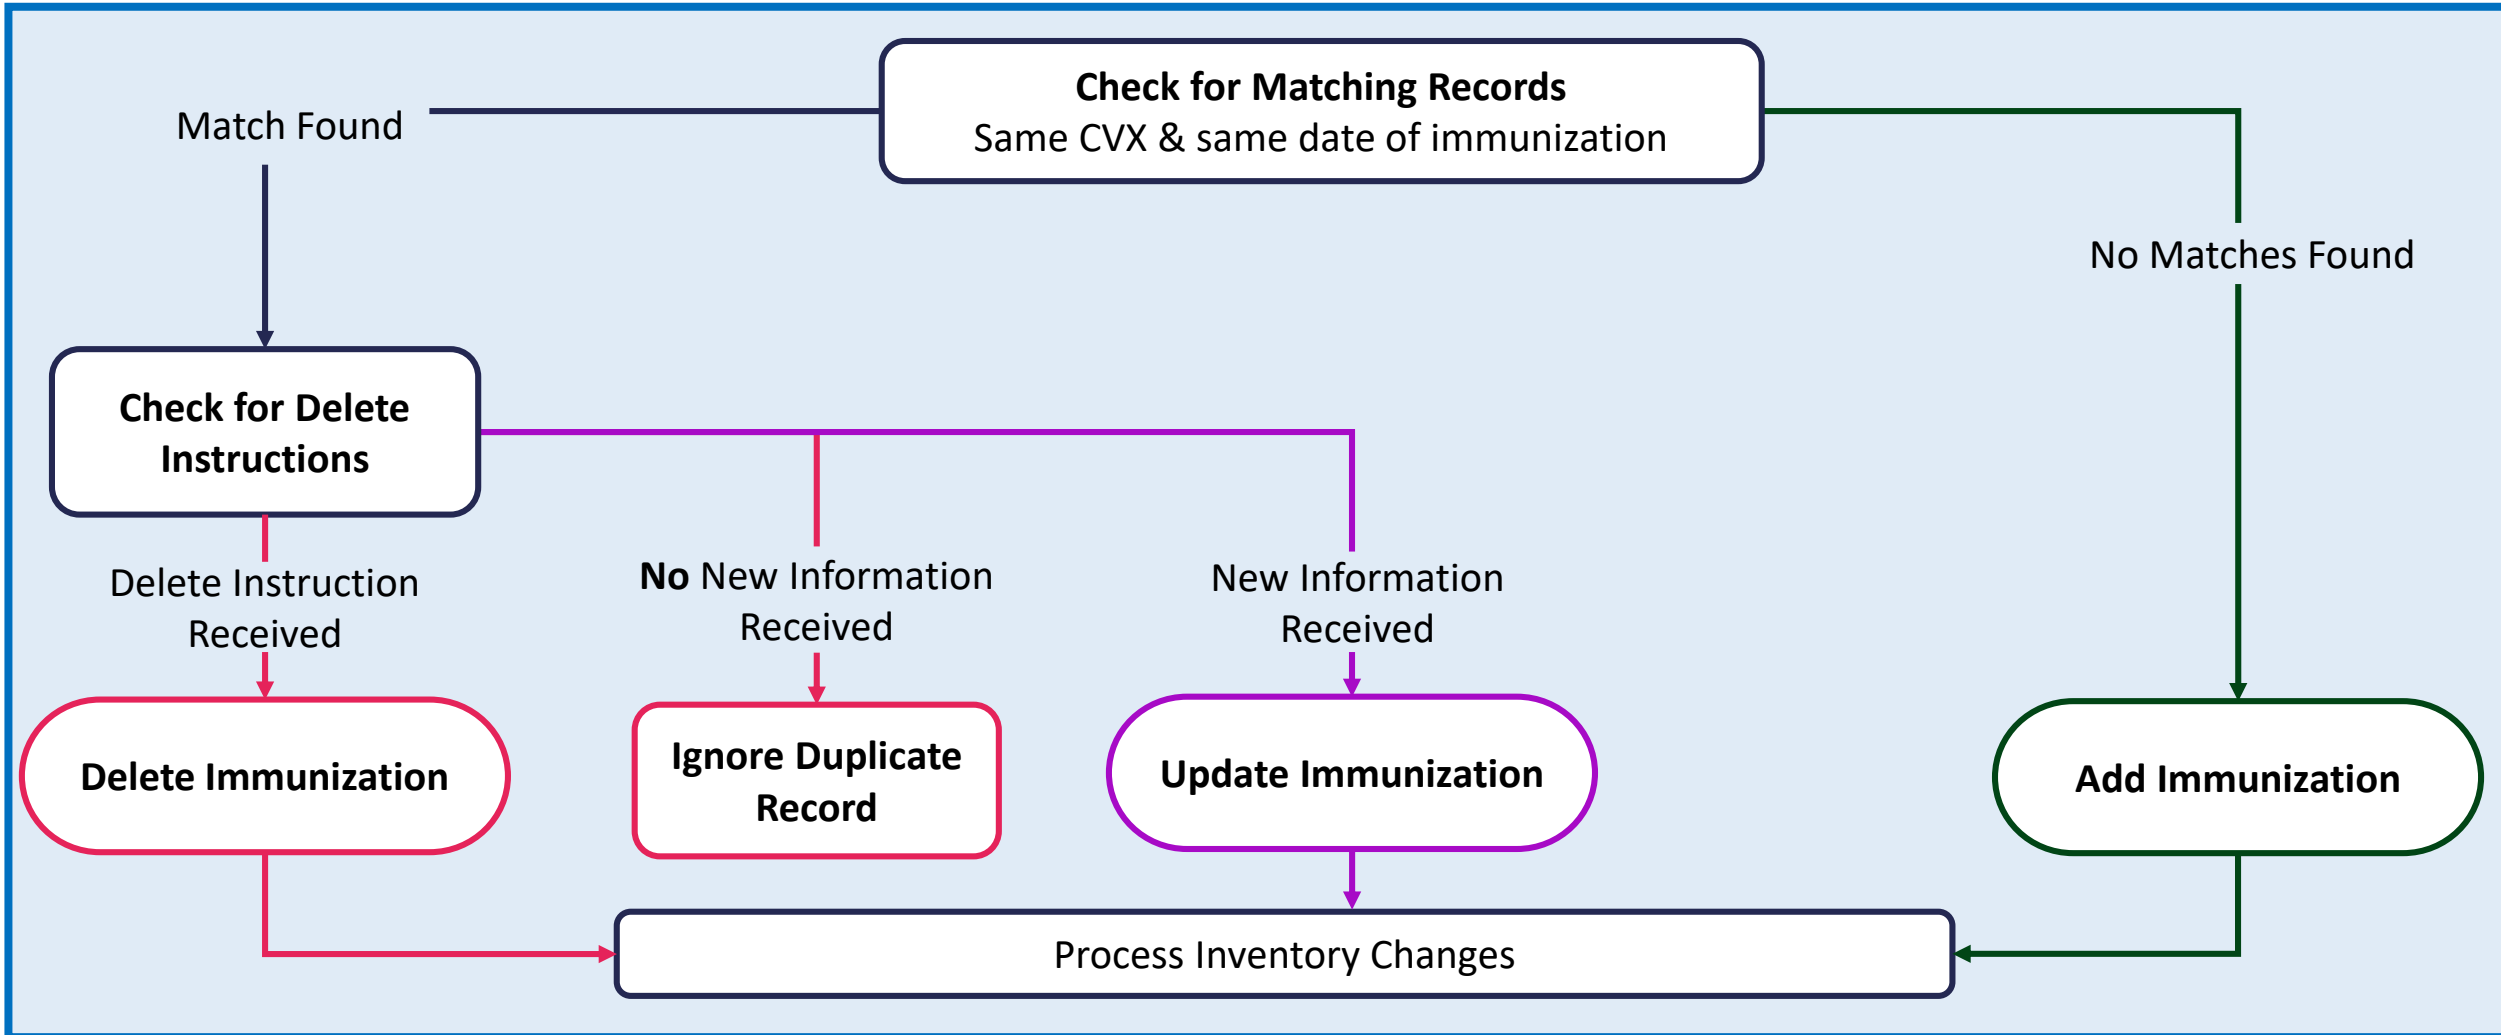 Check for Matching Records
Same CVX & same date of immunization
Match Found
No Matches Found
Check for Delete
Instructions
Delete Instruction
Received
No New Information
Received
New Information
Received
Delete Immunization
Ignore Duplicate
Record
Update Immunization
Add Immunization
Process Inventory Changes